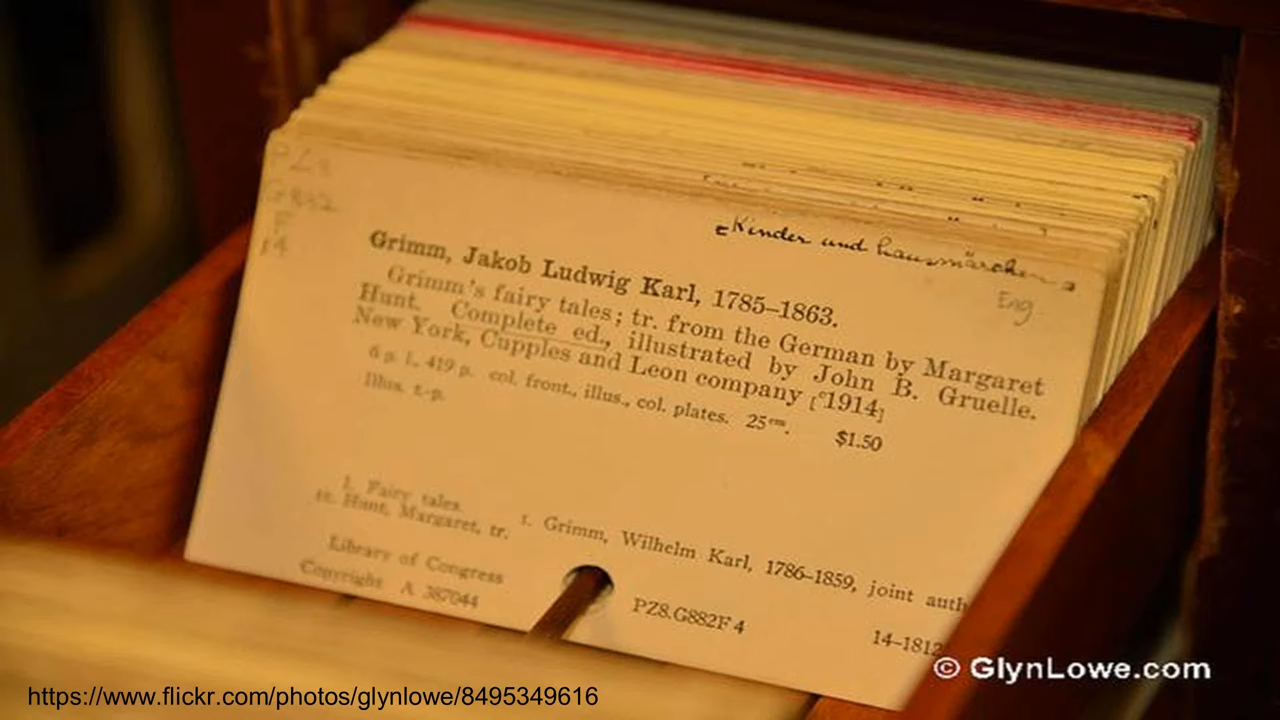 [Kinder und hausmärchen]
Eng
Grimm, Jakob Ludwig Karl, 1785–1863.
Grimm's fairy tales; tr. from the German by Margaret
Hunt. Complete ed., illustrated by John B. Gruelle.
New York, Cupples and Leon company [ᶜ1914]
6 p. l., 419 p. col. front., illus., col. plates. 25ᶜᵐ. $1.50
Illus. t.-p.
1. Fairy tales. I. Grimm, Wilhelm Karl, 1786–1859, joint auth
II. Hunt, Margaret, tr.
14–1812
Library of Congress PZ8.G882F 4
Copyright A 387044
© GlynLowe.com
https://www.flickr.com/photos/glynlowe/8495349616